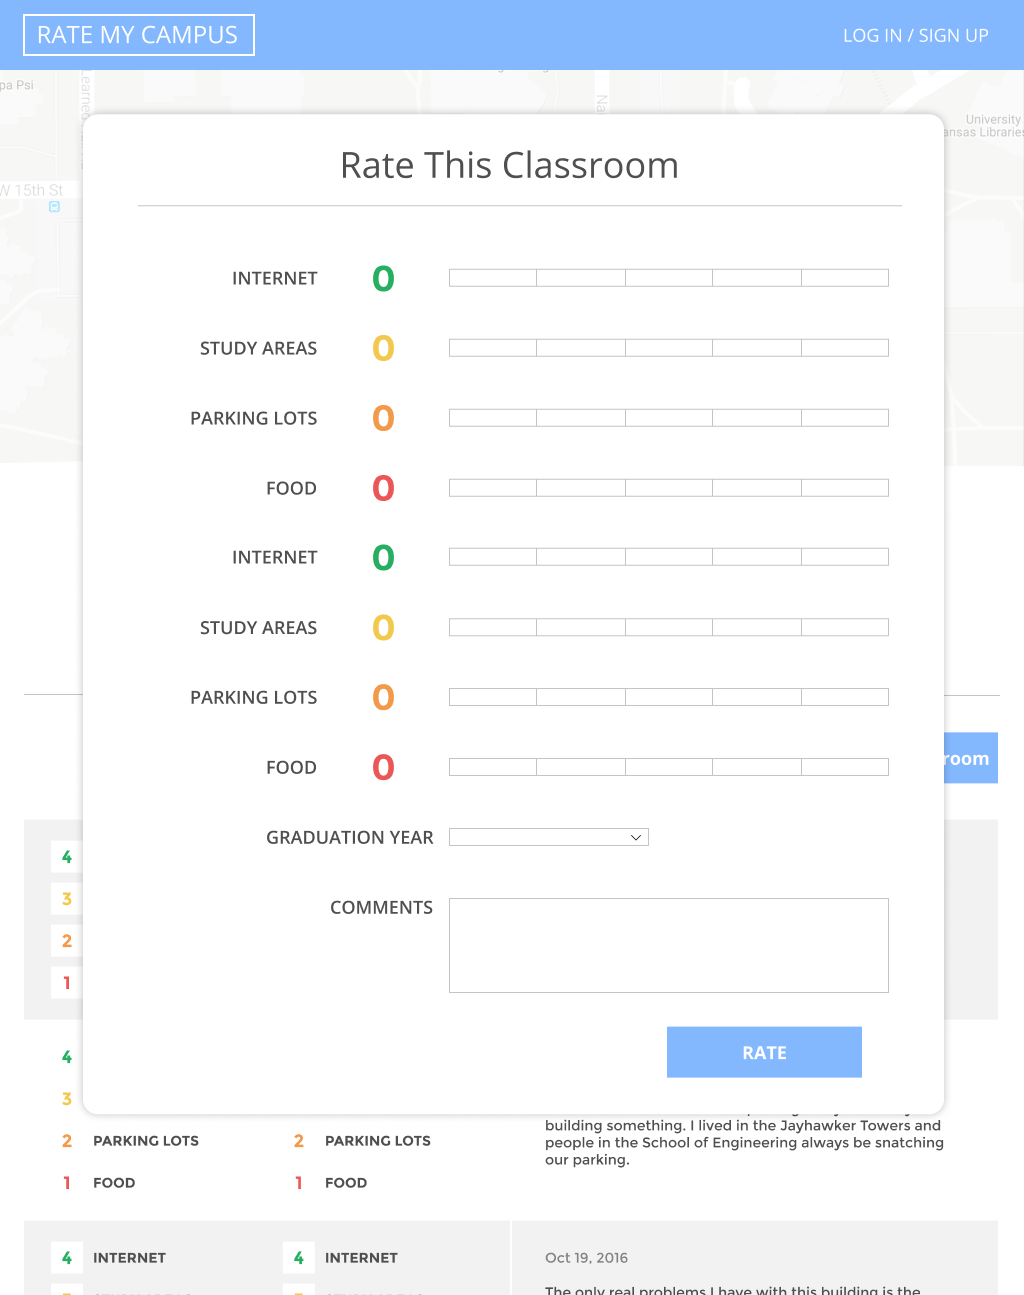 RATE MY CAMPUS
LOG IN / SIGN UP
pa Psi
University
ansas Libraries
W 15th St
Rate This Classroom
INTERNET 0
STUDY AREAS 0
PARKING LOTS 0
FOOD 0
INTERNET 0
STUDY AREAS 0
PARKING LOTS 0
FOOD 0
room
GRADUATION YEAR
4
3
COMMENTS
2
1
RATE
4
3
building something. I lived in the Jayhawker Towers and
2 PARKING LOTS 2 PARKING LOTS
people in the School of Engineering always be snatching
our parking.
1 FOOD 1 FOOD
4 INTERNET 4 INTERNET Oct 19, 2016
The only real problems I have with this building is the